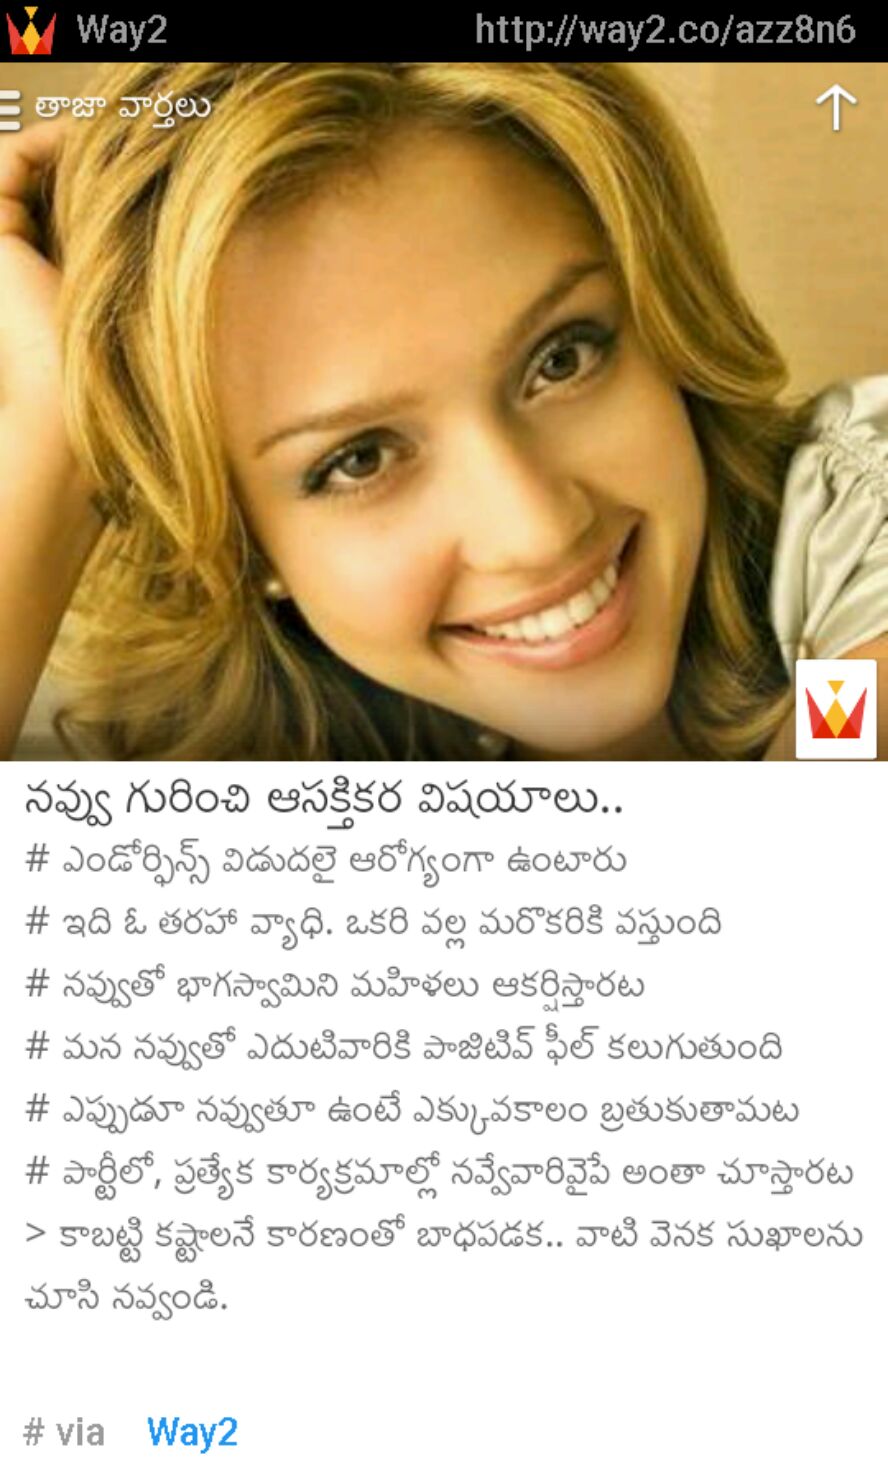 Way2 http://way2.co/azz8n6
తాజా వార్తలు
నవ్వు గురించి ఆసక్తికర విషయాలు..
# ఎండోర్ఫిన్స్ విడుదలై ఆరోగ్యంగా ఉంటారు
# ఇది ఓ తరహా వ్యాధి. ఒకరి వల్ల మరొకరికి వస్తుంది
# నవ్వుతో భాగస్వామిని మహిళలు ఆకర్షిస్తారట
# మన నవ్వుతో ఎదుటివారికి పాజిటివ్ ఫీల్ కలుగుతుంది
# ఎప్పుడూ నవ్వుతూ ఉంటే ఎక్కువకాలం బ్రతుకుతామట
# పార్టీలో, ప్రత్యేక కార్యక్రమాల్లో నవ్వేవారివైపే అంతా చూస్తారట
> కాబట్టి కష్టాలనే కారణంతో బాధపడక.. వాటి వెనక సుఖాలను
చూసి నవ్వండి.
# via Way2